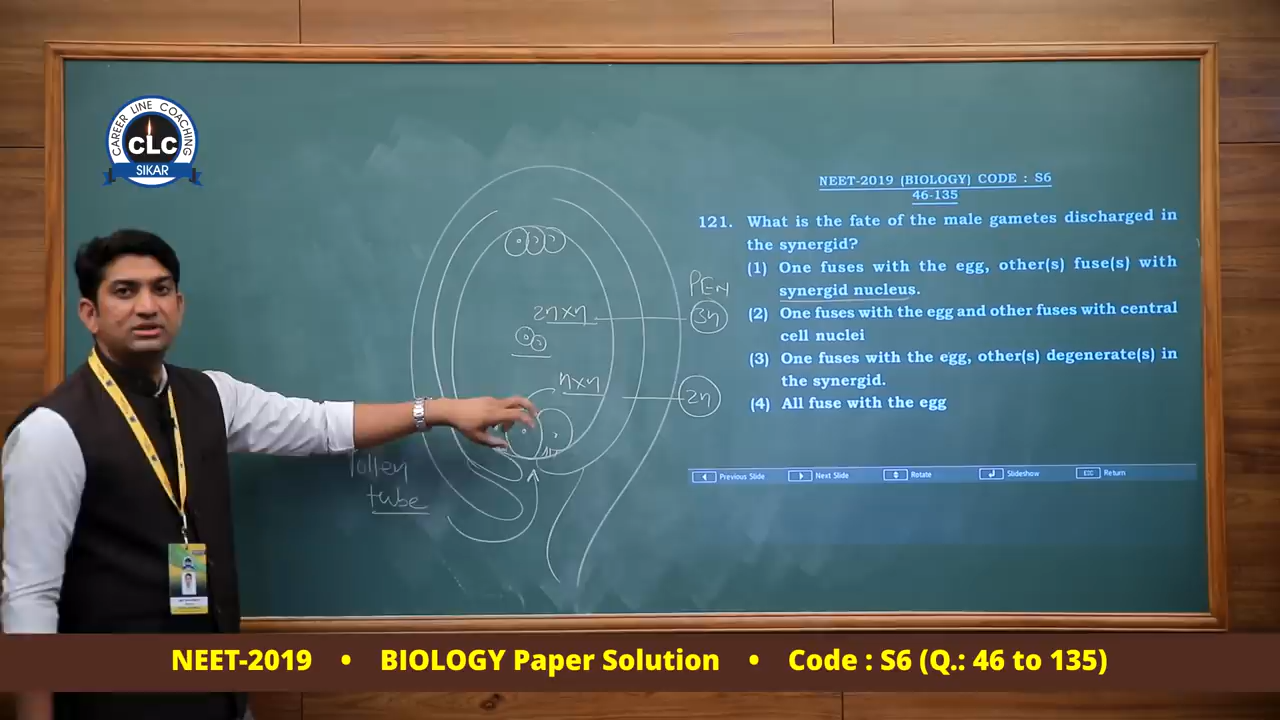 CAREER LINE COACHING
CLC
SIKAR
NEET-2019 (BIOLOGY) CODE : S6
46-135
121. What is the fate of the male gametes discharged in
the synergid?
(1) One fuses with the egg, other(s) fuse(s) with
synergid nucleus.
(2) One fuses with the egg and other fuses with central
cell nuclei
(3) One fuses with the egg, other(s) degenerate(s) in
the synergid.
(4) All fuse with the egg
PEN
2n×n
3n
n×n
2n
Pollen
tube
Previous Slide
Next Slide
Rotate
Slideshow
ESC Return
NEET-2019 • BIOLOGY Paper Solution • Code : S6 (Q.: 46 to 135)